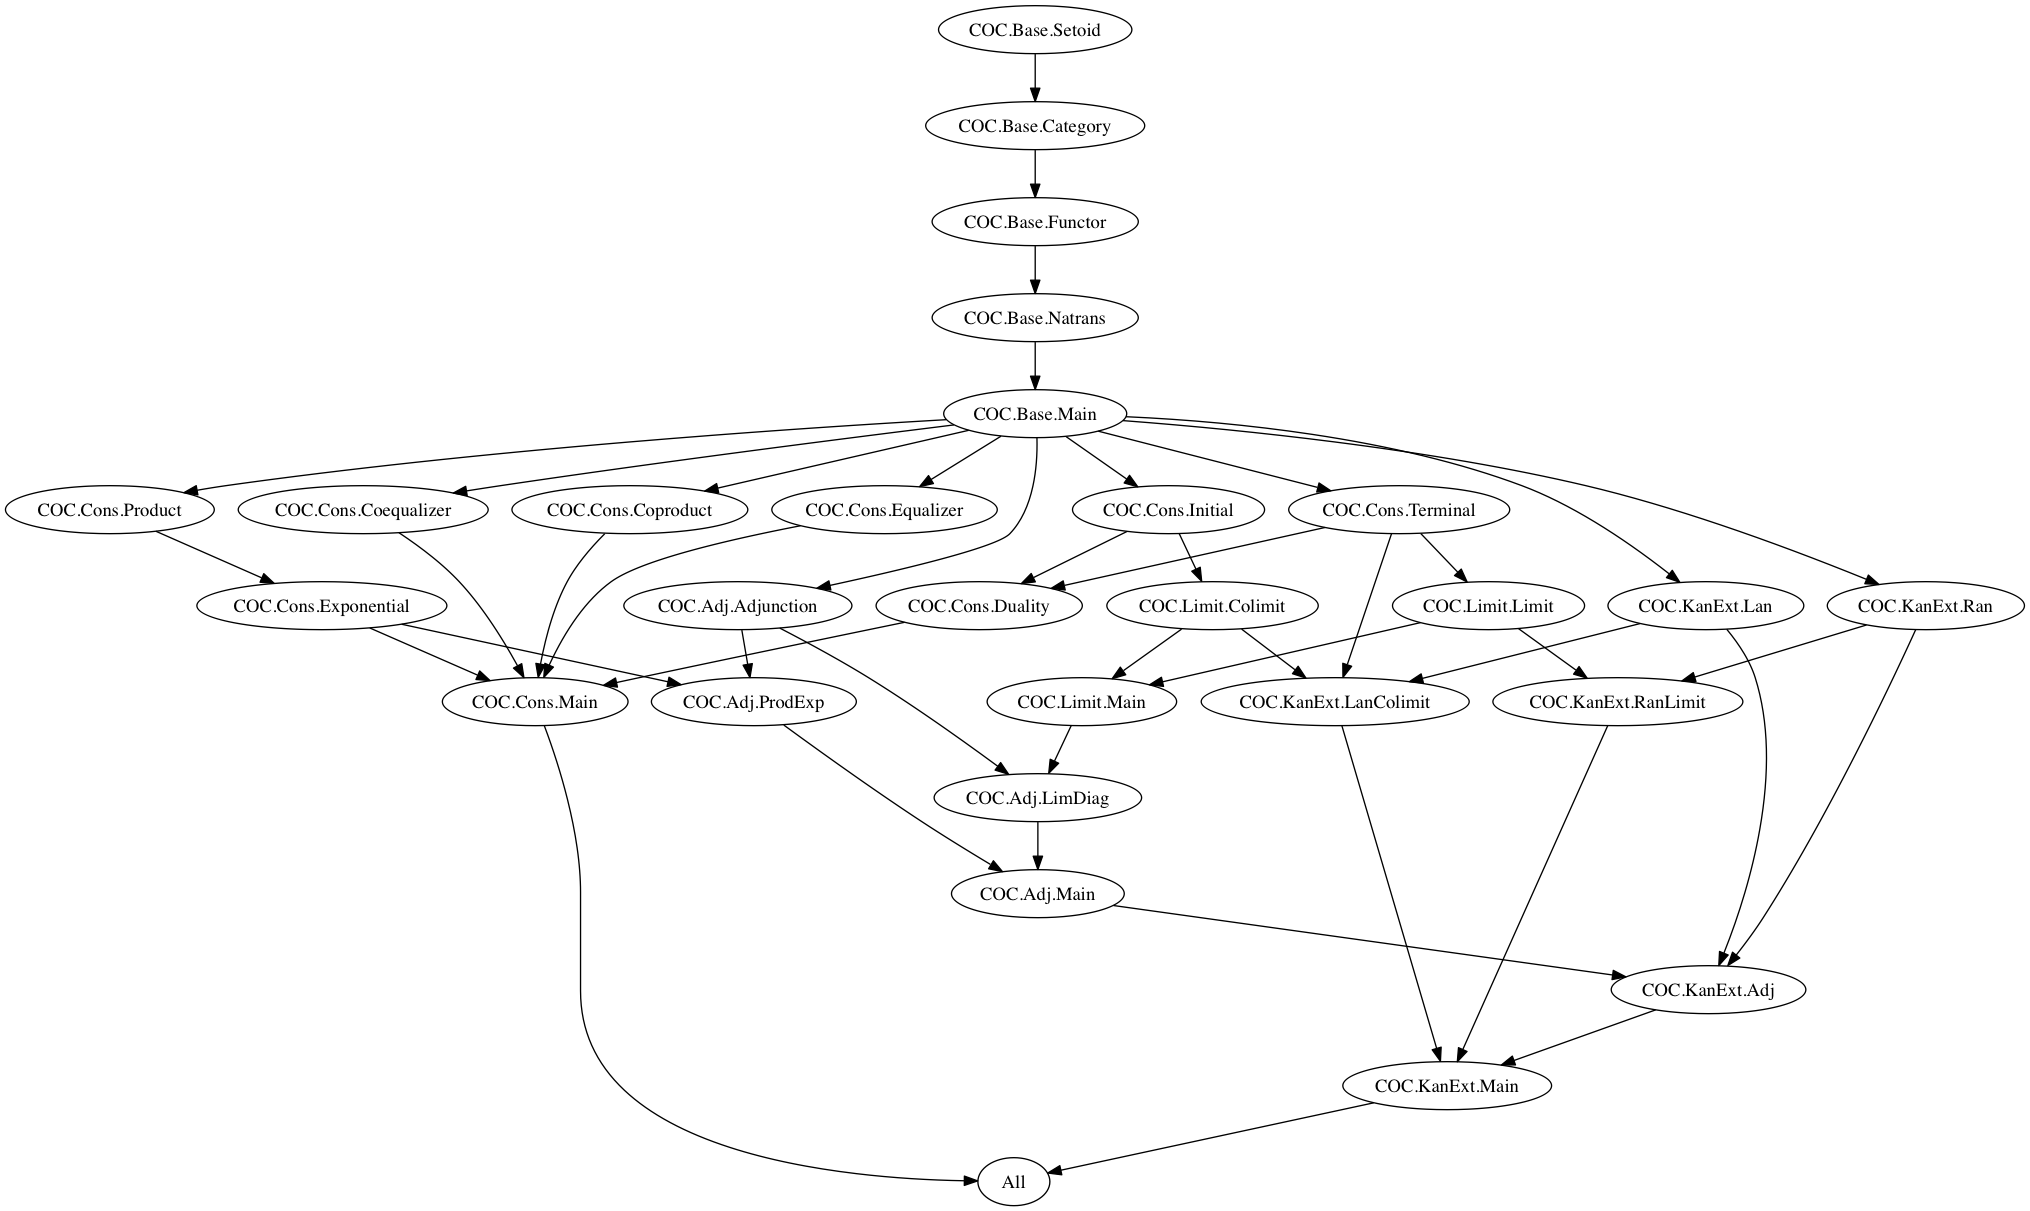 COC.Base.Setoid
COC.Base.Category
COC.Base.Functor
COC.Base.Natrans
COC.Base.Main
COC.Cons.Product
COC.Cons.Coequalizer
COC.Cons.Coproduct
COC.Cons.Equalizer
COC.Cons.Initial
COC.Cons.Terminal
COC.Cons.Exponential
COC.Adj.Adjunction
COC.Cons.Duality
COC.Limit.Colimit
COC.Limit.Limit
COC.KanExt.Lan
COC.KanExt.Ran
COC.Cons.Main
COC.Adj.ProdExp
COC.Limit.Main
COC.KanExt.LanColimit
COC.KanExt.RanLimit
COC.Adj.LimDiag
COC.Adj.Main
COC.KanExt.Adj
COC.KanExt.Main
All